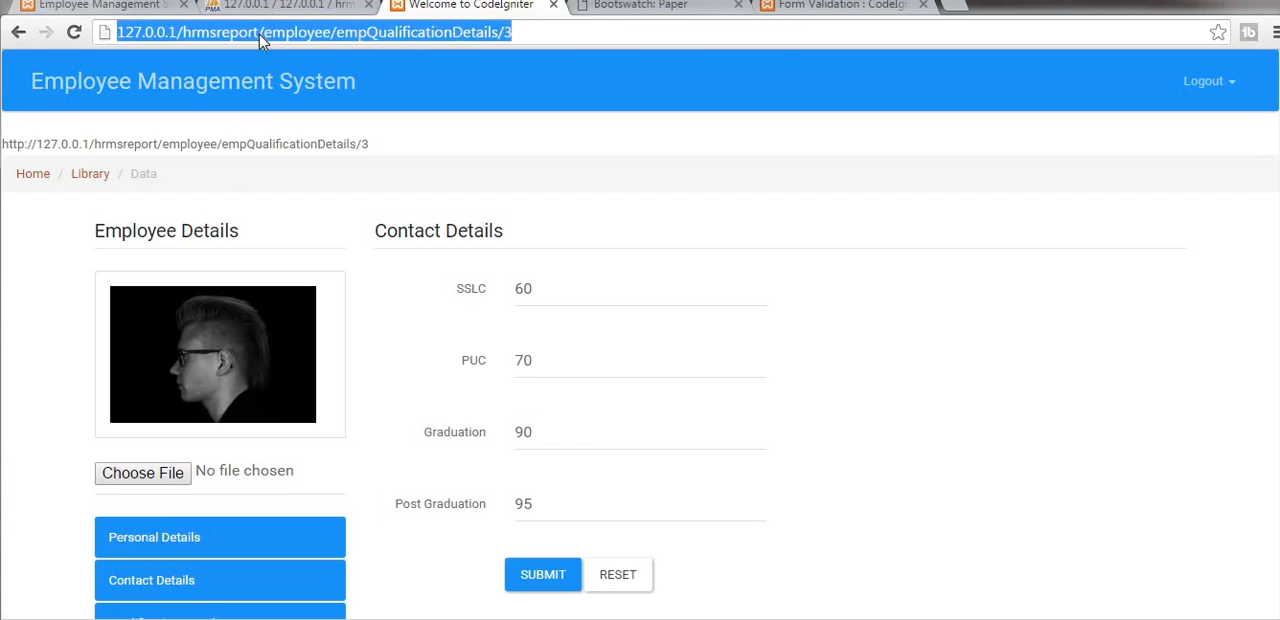 Employee Management S
127.0.0.1 / 127.0.0.1 / hrm
Welcome to CodeIgniter
Bootswatch: Paper
Form Validation : CodeIgn
127.0.0.1/hrmsreport/employee/empQualificationDetails/3
Employee Management System
Logout
http://127.0.0.1/hrmsreport/employee/empQualificationDetails/3
Home / Library / Data
Employee Details
Contact Details
SSLC 60
PUC 70
Graduation 90
Post Graduation 95
Choose File No file chosen
Personal Details
Contact Details
SUBMIT RESET